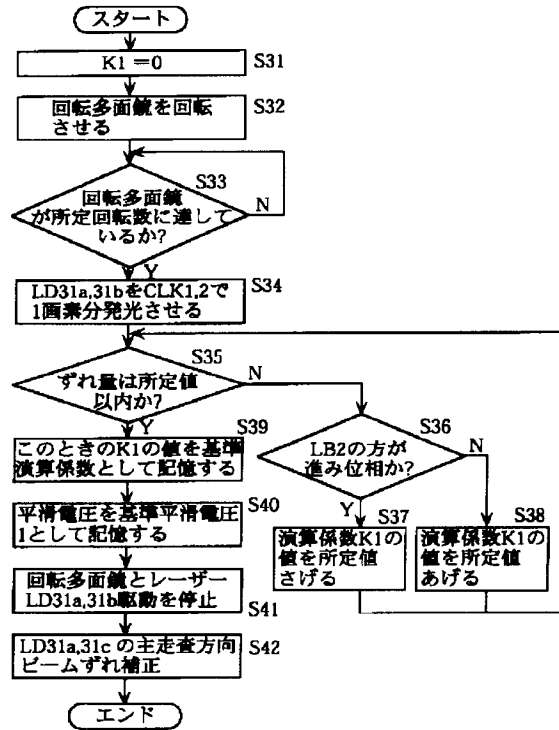 スタート
K1=0
S31
回転多面鏡を回転
させる
S32
S33
回転多面鏡
が所定回転数に達して
いるか?
N
Y
LD31a,31bをCLK1,2で
1画素分発光させる
S34
S35
ずれ量は所定値
以内か?
N
Y
S39
このときのK1の値を基準
演算係数として記憶する
S36
LB2の方が
進み位相か?
N
Y
S37
演算係数K1の
値を所定値
さげる
S38
演算係数K1の
値を所定値
あげる
S40
平滑電圧を基準平滑電圧
1として記憶する
回転多面鏡とレーザー
LD31a,31b駆動を停止
S41
LD31a,31cの主走査方向
ビームずれ補正
S42
エンド